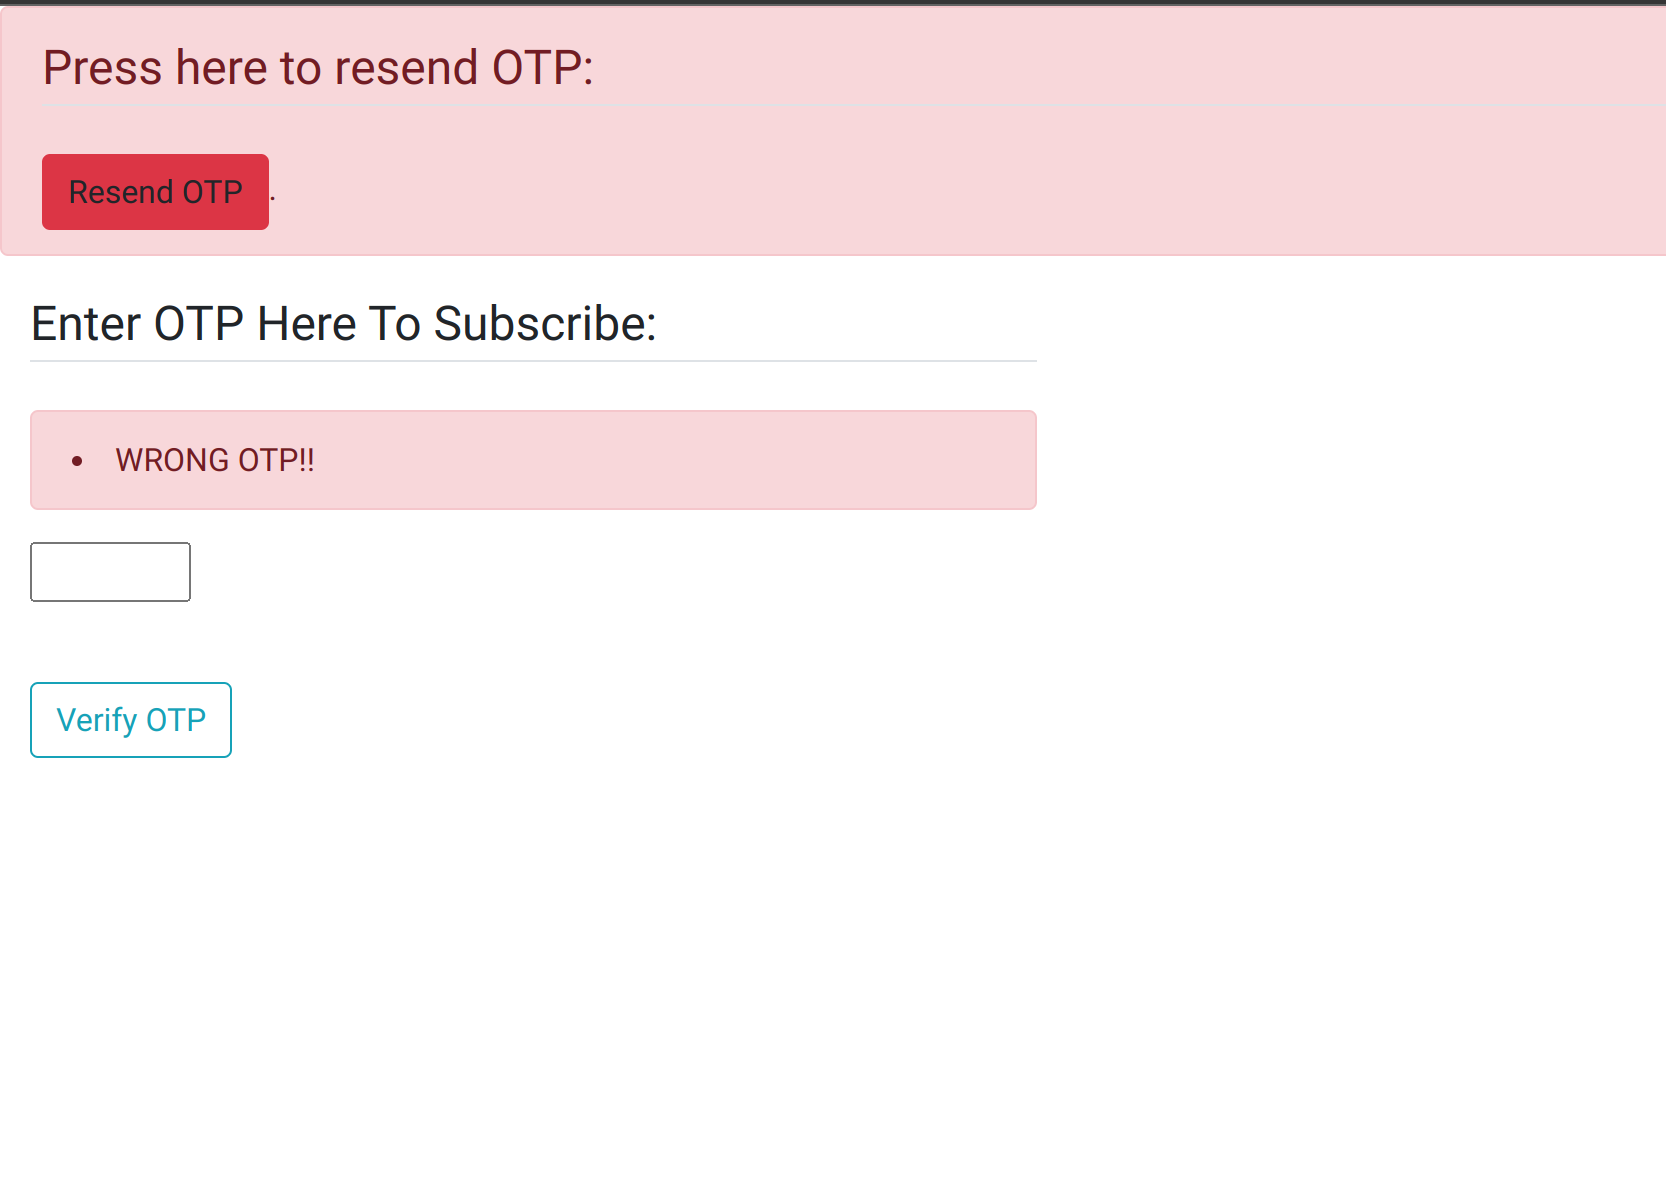 Press here to resend OTP:
Resend OTP.
Enter OTP Here To Subscribe:
• WRONG OTP!!
Verify OTP